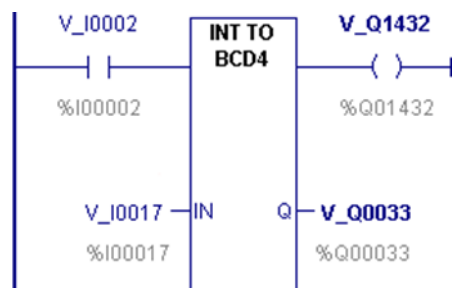 V_I0002
INT TO
BCD4
V_Q1432
%I00002
%Q01432
V_I0017
IN
Q
V_Q0033
%I00017
%Q00033